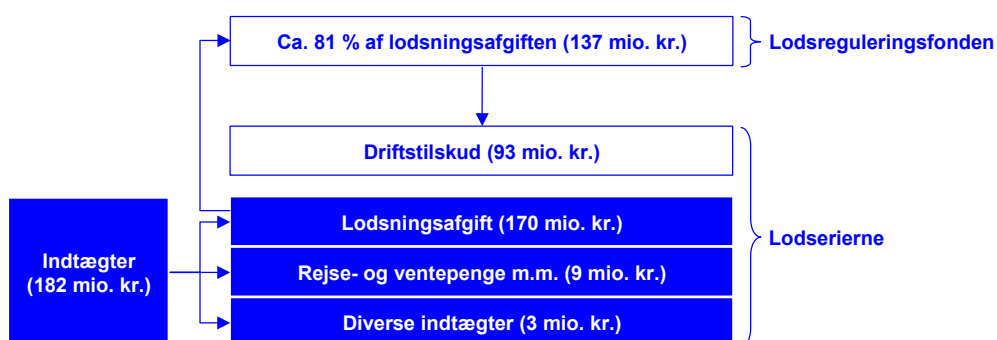 Ca. 81 % af lodsningsafgiften (137 mio. kr.)
Lodsreguleringsfonden
Driftstilskud (93 mio. kr.)
Lodsningsafgift (170 mio. kr.)
Lodserierne
Indtægter
(182 mio. kr.)
Rejse- og ventepenge m.m. (9 mio. kr.)
Diverse indtægter (3 mio. kr.)